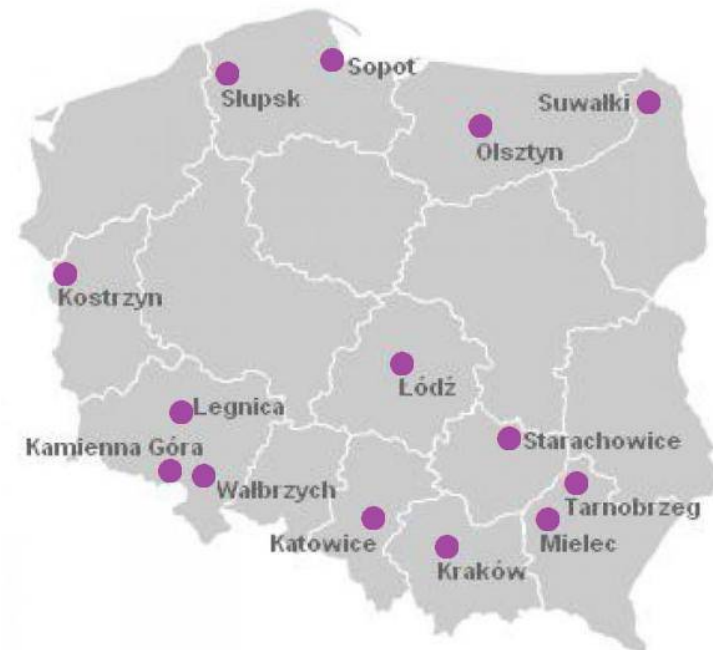 Sopot
Słupsk
Suwałki
Olsztyn
Kostrzyn
Łódź
Legnica
Starachowice
Kamienna Góra
Wałbrzych
Tarnobrzeg
Katowice
Mielec
Kraków